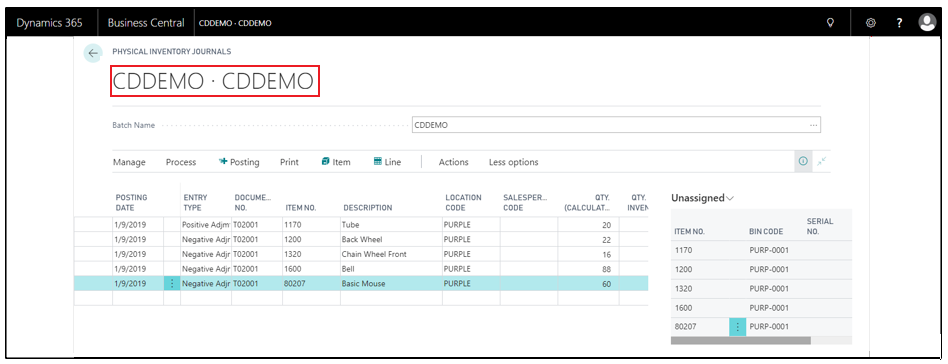 Dynamics 365 Business Central CDDEMO - CDDEMO ?
PHYSICAL INVENTORY JOURNALS
CDDEMO · CDDEMO
Batch Name CDDEMO ...
Manage Process Posting Print Item Line Actions Less options
POSTING DATE ENTRY TYPE DOCUME... NO. ITEM NO. DESCRIPTION LOCATION CODE SALESPER... CODE QTY. (CALCULAT... QTY. INVEN
1/9/2019 Positive Adjm T02001 1170 Tube PURPLE 20
1/9/2019 Negative Adjr T02001 1200 Back Wheel PURPLE 22
1/9/2019 Negative Adjr T02001 1320 Chain Wheel Front PURPLE 16
1/9/2019 Negative Adjr T02001 1600 Bell PURPLE 88
1/9/2019 Negative Adjr T02001 80207 Basic Mouse PURPLE 60
Unassigned
ITEM NO. BIN CODE SERIAL NO.
1170 PURP-0001
1200 PURP-0001
1320 PURP-0001
1600 PURP-0001
80207 PURP-0001